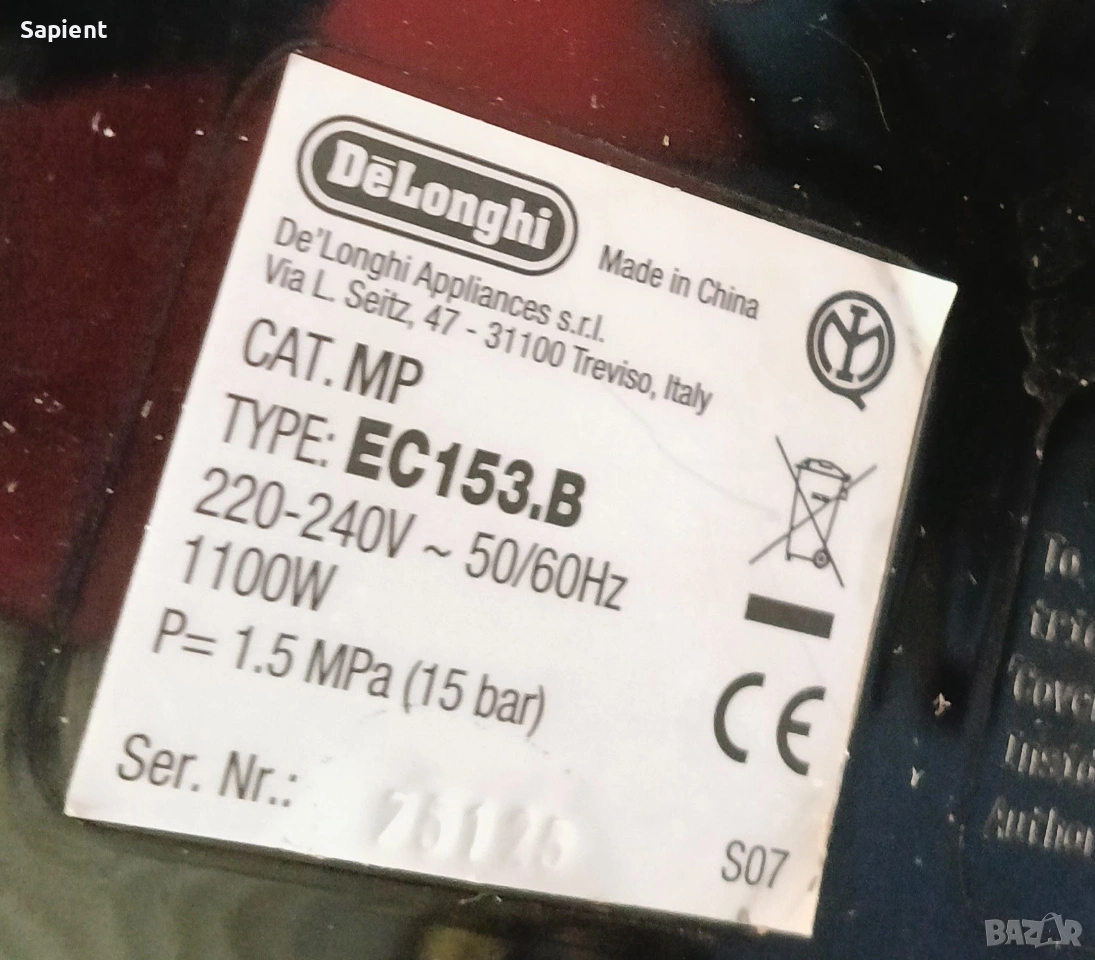 Sapient
DēLonghi
Made in China
De'Longhi Appliances s.r.l.
Via L. Seitz, 47 - 31100 Treviso, Italy
CAT. MP
TYPE: EC153.B
220-240V ~ 50/60Hz
1100W
P= 1.5 MPa (15 bar)
CE
Ser. Nr.:
S07
BAZAR